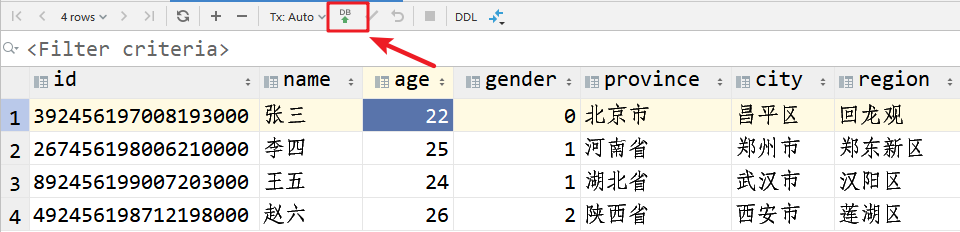 4 rows Tx: Auto DB DDL
<Filter criteria>
id name age gender province city region
1 392456197008193000 张三 22 0 北京市 昌平区 回龙观
2 267456198006210000 李四 25 1 河南省 郑州市 郑东新区
3 892456199007203000 王五 24 1 湖北省 武汉市 汉阳区
4 492456198712198000 赵六 26 2 陕西省 西安市 莲湖区